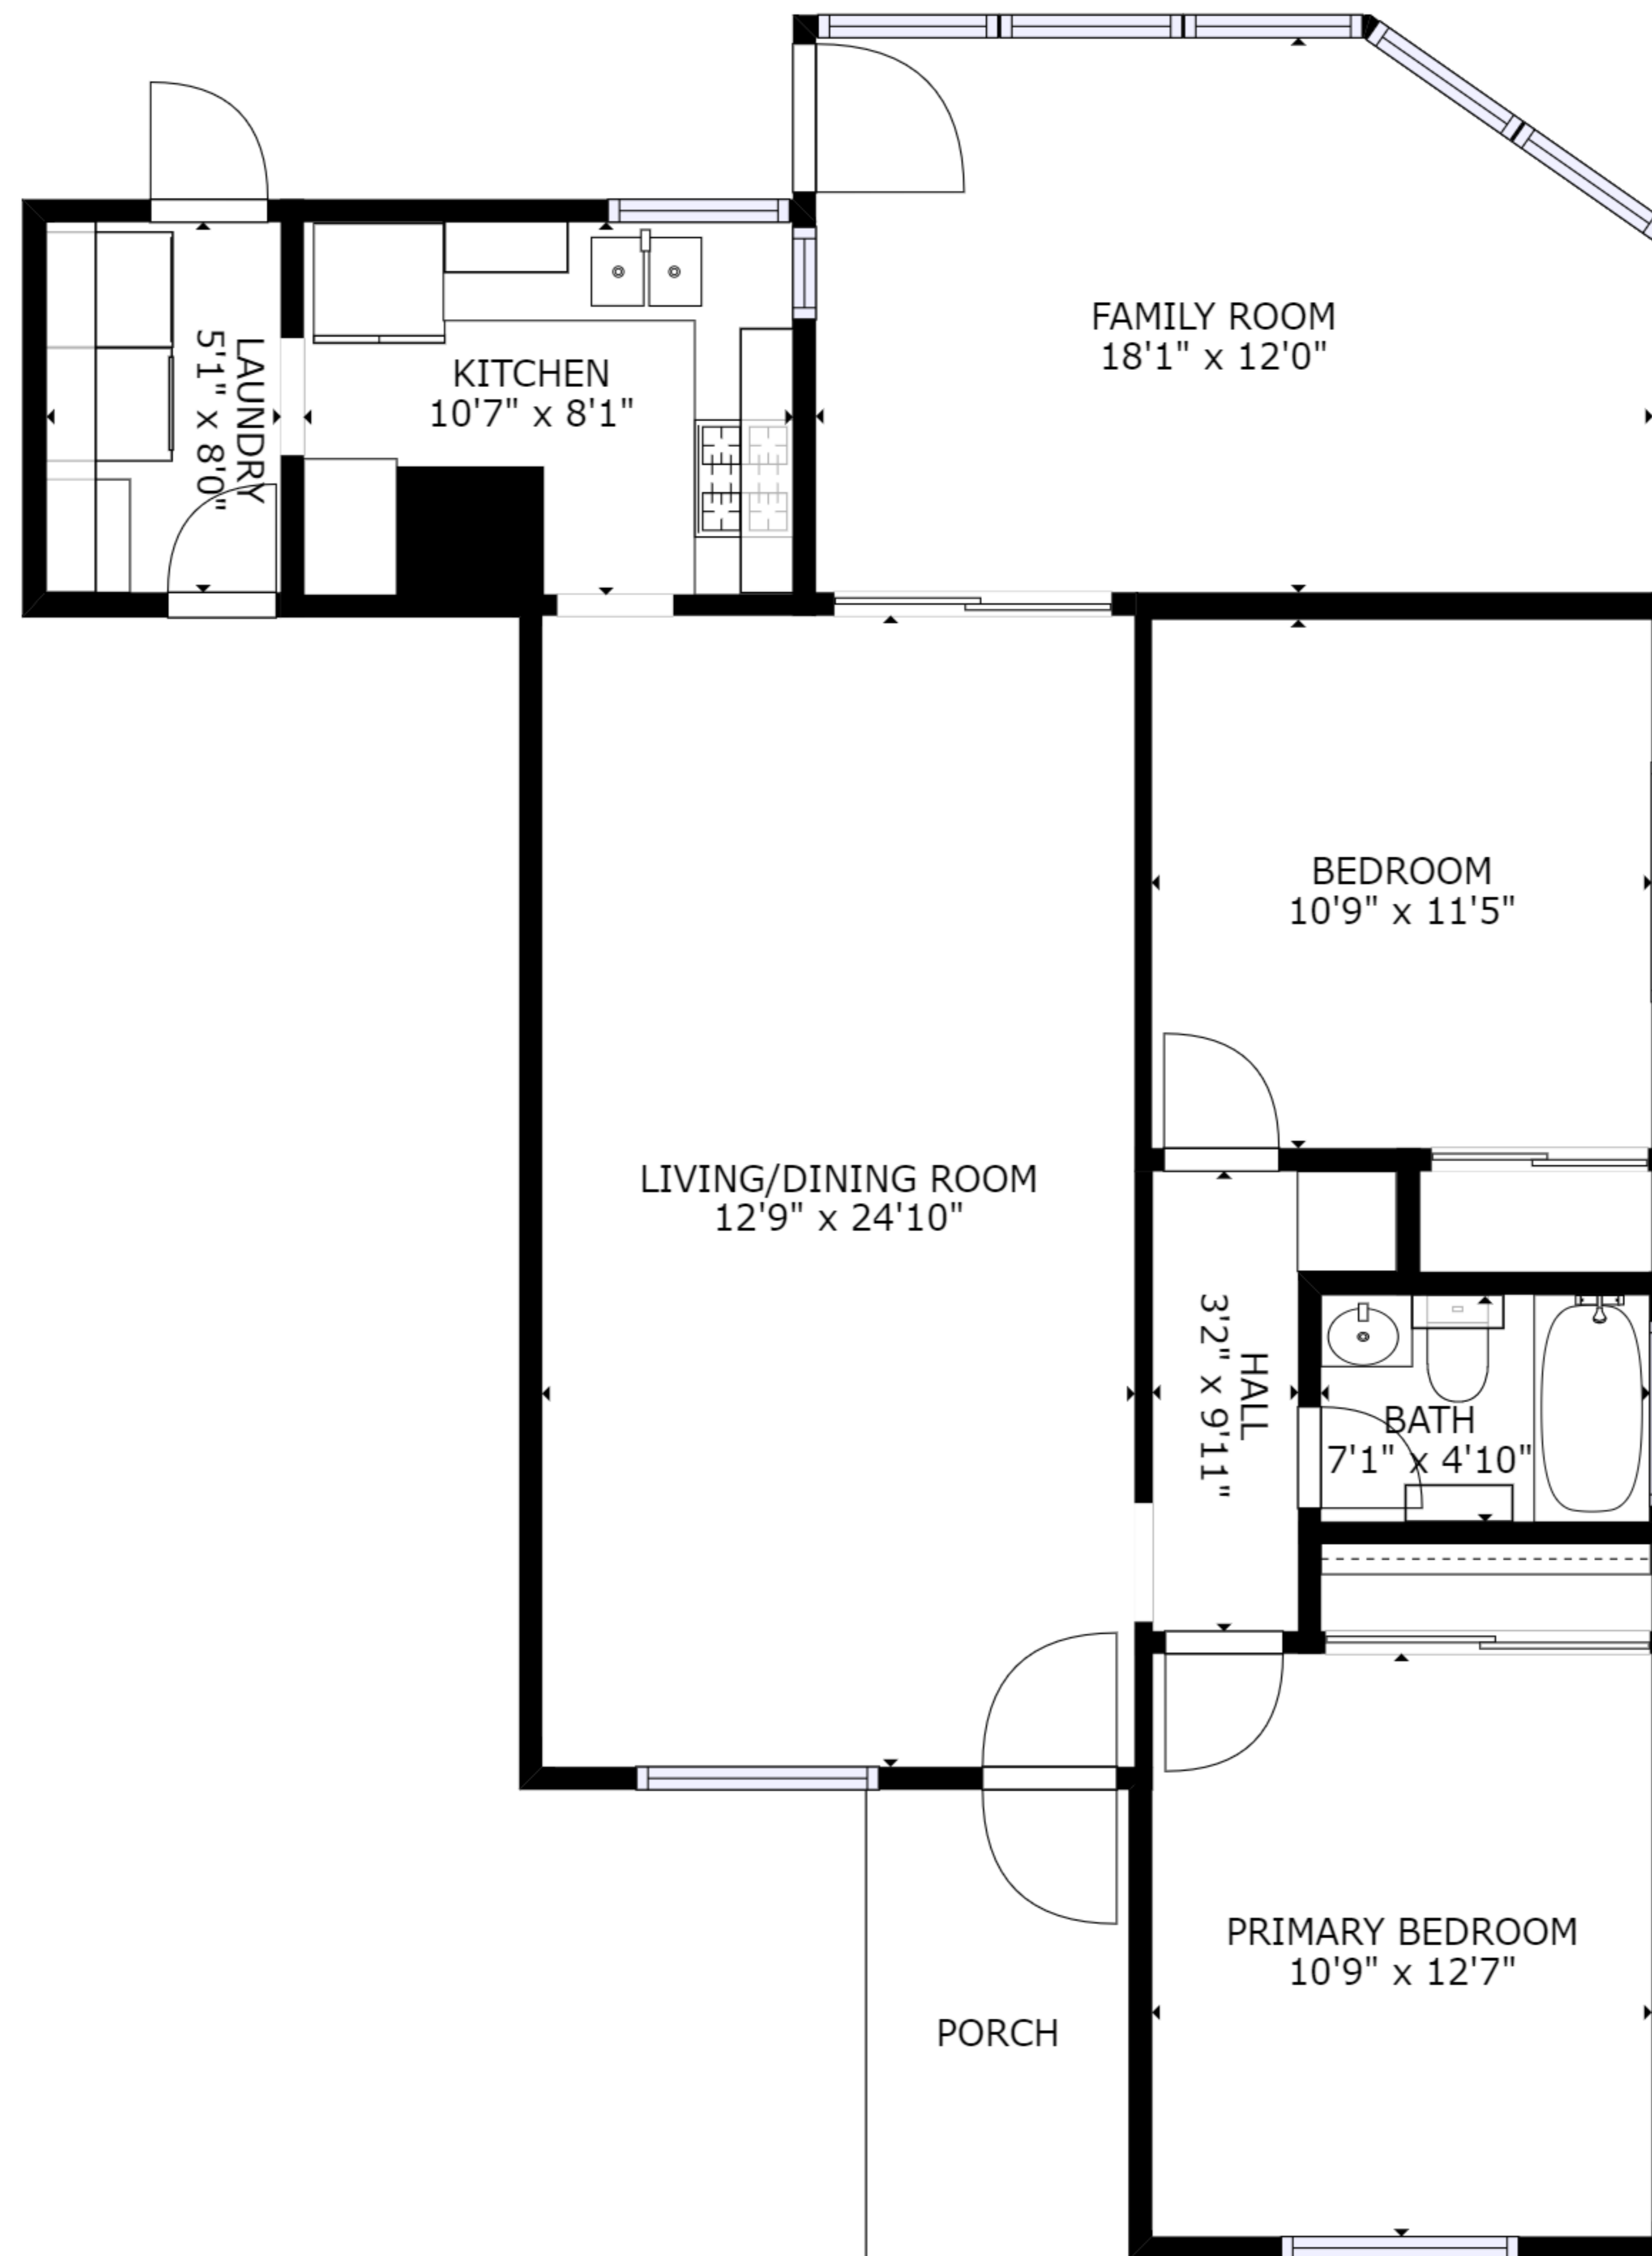 FAMILY ROOM
18'1" x 12'0"
KITCHEN
10'7" x 8'1"
LAUNDRY
5'1" x 8'0"
BEDROOM
10'9" x 11'5"
LIVING/DINING ROOM
12'9" x 24'10"
HALL
3'2" x 9'11"
BATH
7'1" x 4'10"
PRIMARY BEDROOM
10'9" x 12'7"
PORCH